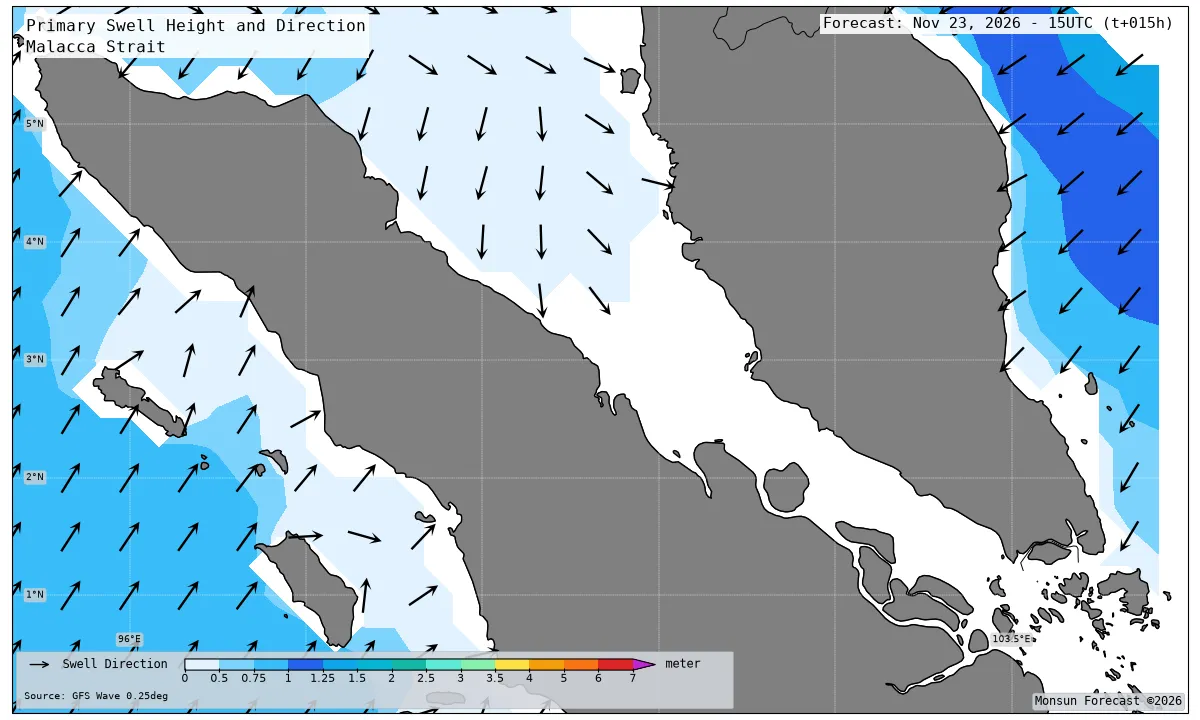 Primary Swell Height and Direction
Malacca Strait
Forecast: Nov 23, 2026 - 15UTC (t+015h)
5°N
4°N
3°N
2°N
1°N
96°E
103.5°E
Swell Direction
0 0.5 0.75 1 1.25 1.5 2 2.5 3 3.5 4 5 6 7
meter
Source: GFS Wave 0.25deg
Monsun Forecast ©2026